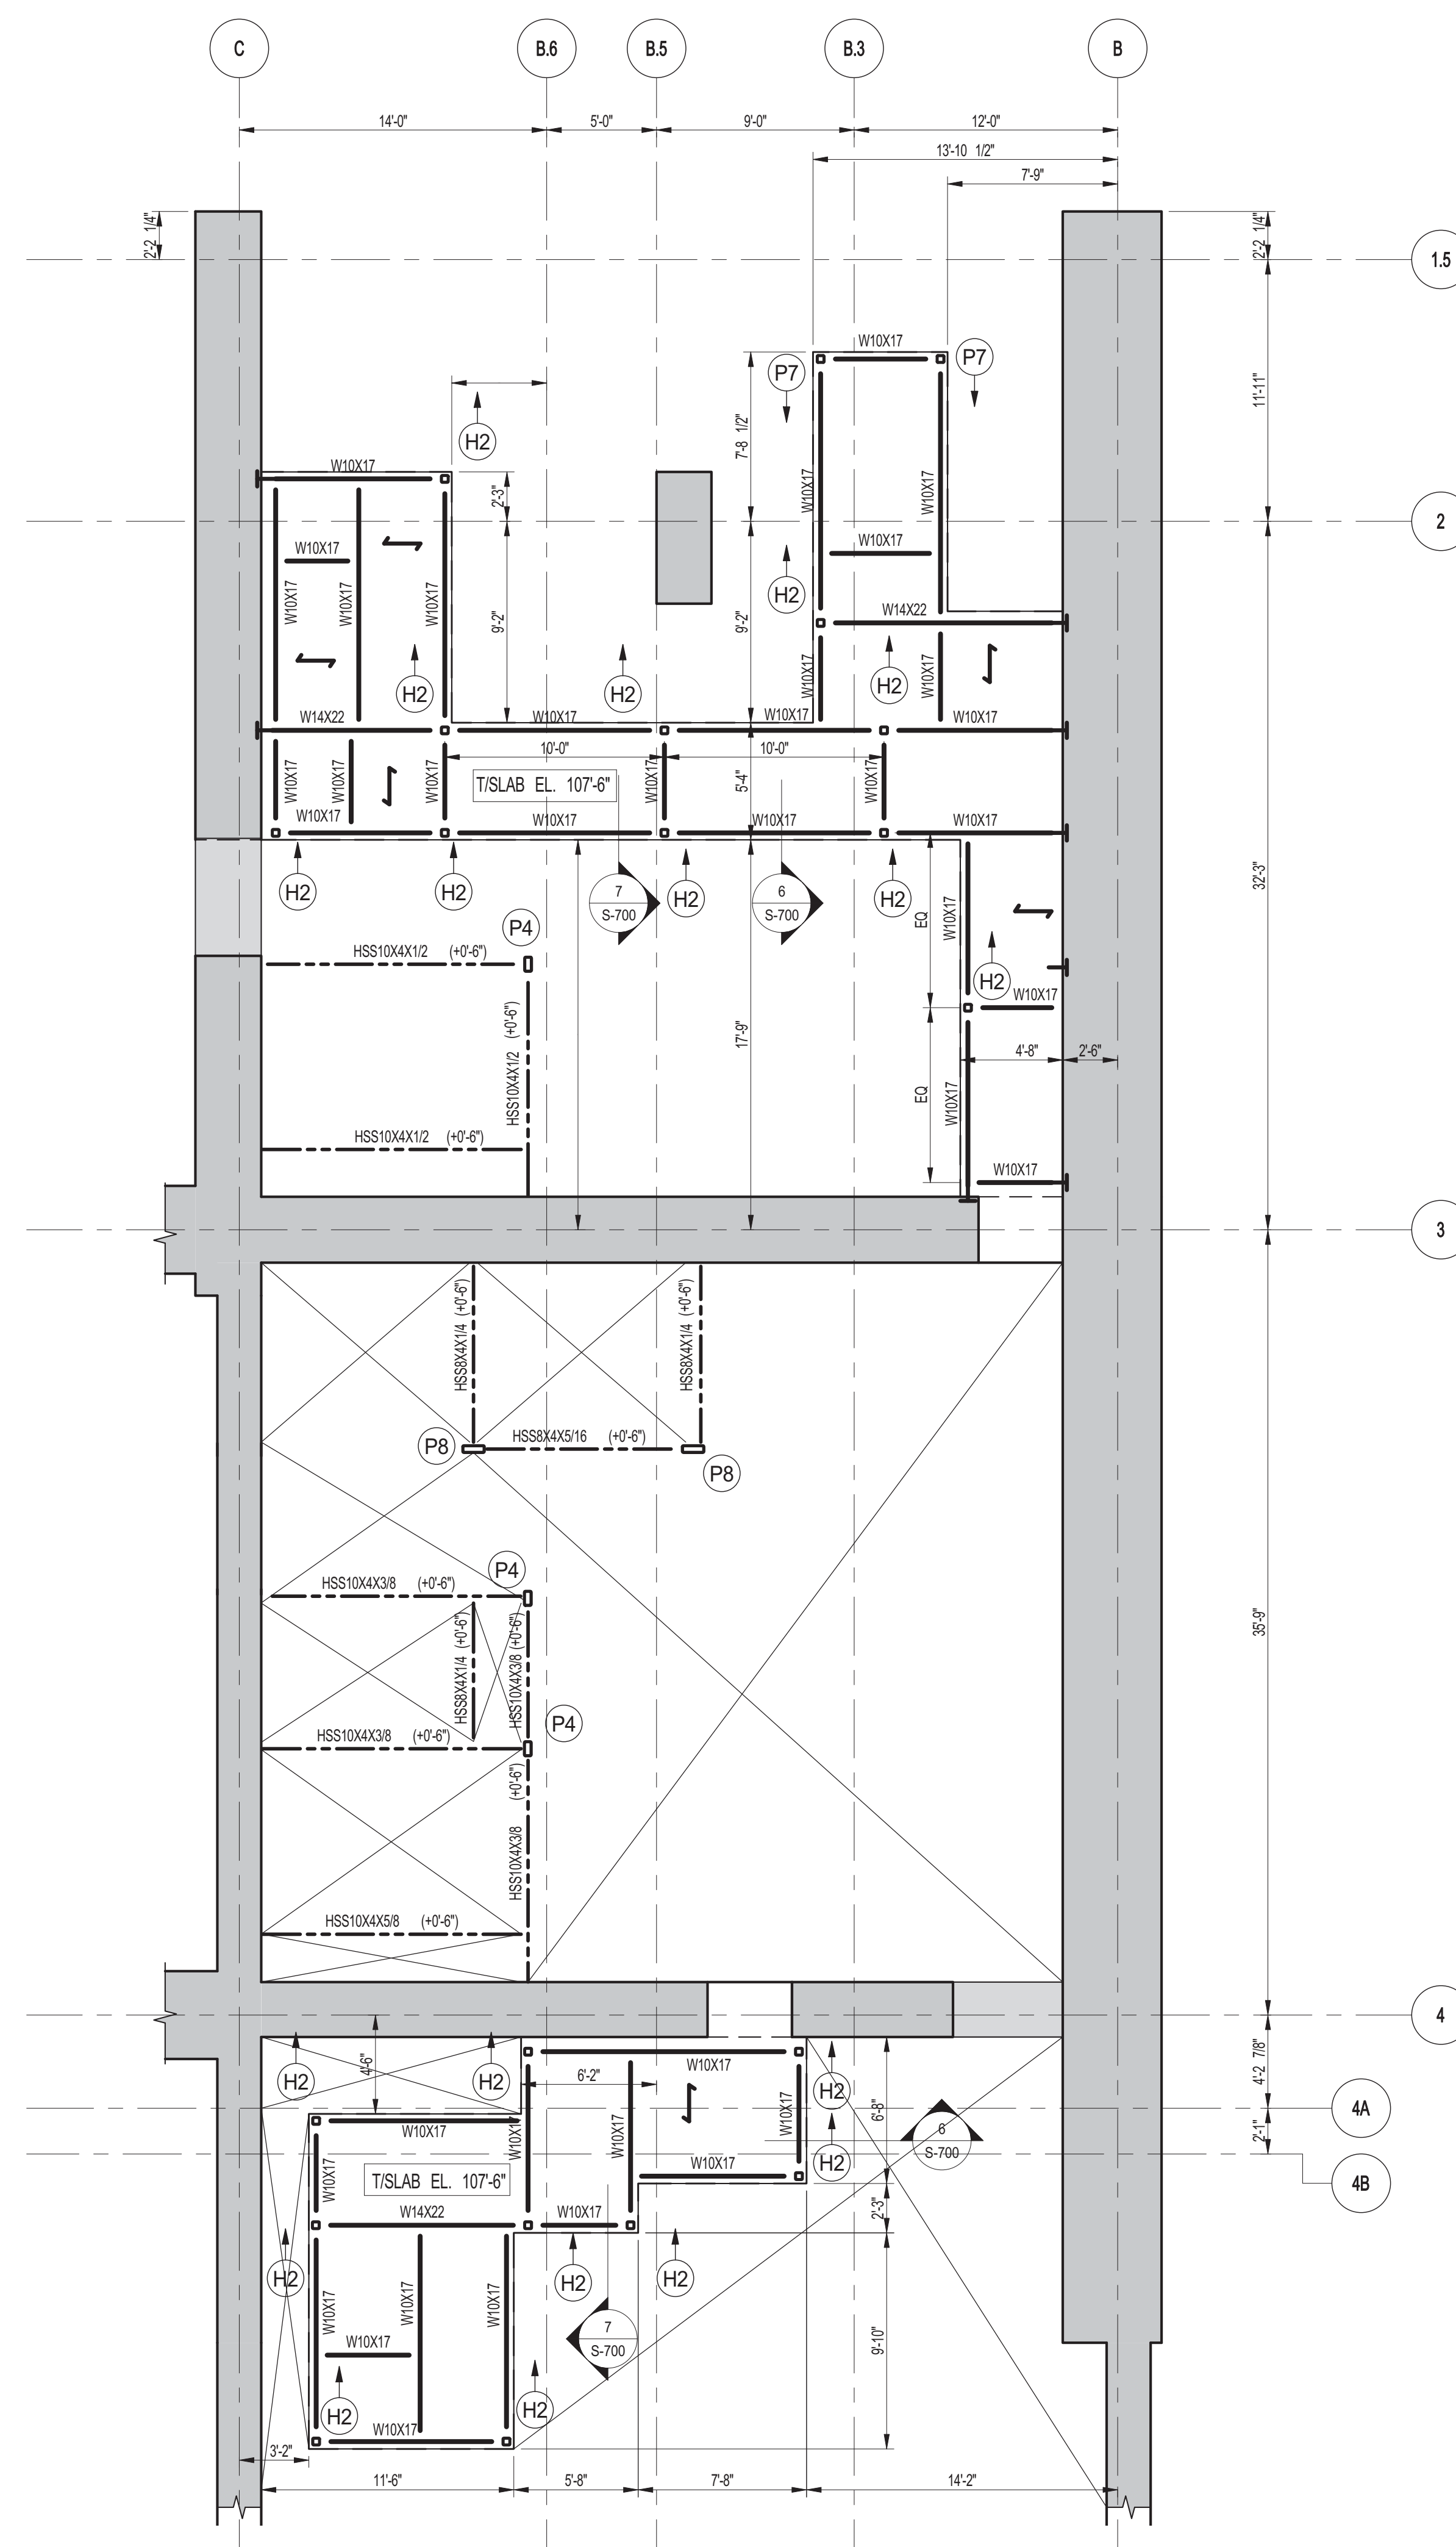 C
B.6
B.5
B.3
B
14'-0"
5'-0"
9'-0"
12'-0"
13'-10 1/2"
7'-9"
2'-2 1/4"
2'-2 1/4"
1.5
W10X17
P7
P7
11'-11"
7'-8 1/2"
H2
W10X17
2'-3"
W10X17
W10X17
2
W10X17
W10X17
W10X17
W10X17
W10X17
9'-2"
9'-2"
H2
W14X22
W10X17
W10X17
H2
H2
H2
W14X22
W10X17
W10X17
W10X17
10'-0"
10'-0"
W10X17
W10X17
W10X17
T/SLAB EL. 107'-6"
W10X17
5'-4"
W10X17
W10X17
W10X17
W10X17
W10X17
H2
H2
7
S-700
H2
6
S-700
H2
32'-3"
EQ
W10X17
P4
HSS10X4X1/2 (+0'-6")
H2
W10X17
HSS10X4X1/2 (+0'-6")
17'-9"
4'-8"
2'-6"
EQ
W10X17
HSS10X4X1/2 (+0'-6")
W10X17
3
HSS8X4X1/4 (+0'-6")
HSS8X4X1/4 (+0'-6")
P8
HSS8X4X5/16 (+0'-6")
P8
P4
HSS10X4X3/8 (+0'-6")
35'-9"
HSS8X4X1/4 (+0'-6")
HSS10X4X3/8 (+0'-6")
P4
HSS10X4X3/8 (+0'-6")
HSS10X4X3/8 (+0'-6")
HSS10X4X5/8 (+0'-6")
4
4'-6"
W10X17
4'-2 7/8"
H2
H2
6'-2"
H2
6'-8"
4A
W10X17
W10X17
W10X17
W10X17
6
S-700
2'-1"
H2
W10X17
T/SLAB EL. 107'-6"
W10X17
4B
W14X22
W10X17
2'-3"
H2
H2
H2
W10X17
W10X17
W10X17
7
S-700
W10X17
9'-10"
H2
H2
W10X17
3'-2"
11'-6"
5'-8"
7'-8"
14'-2"